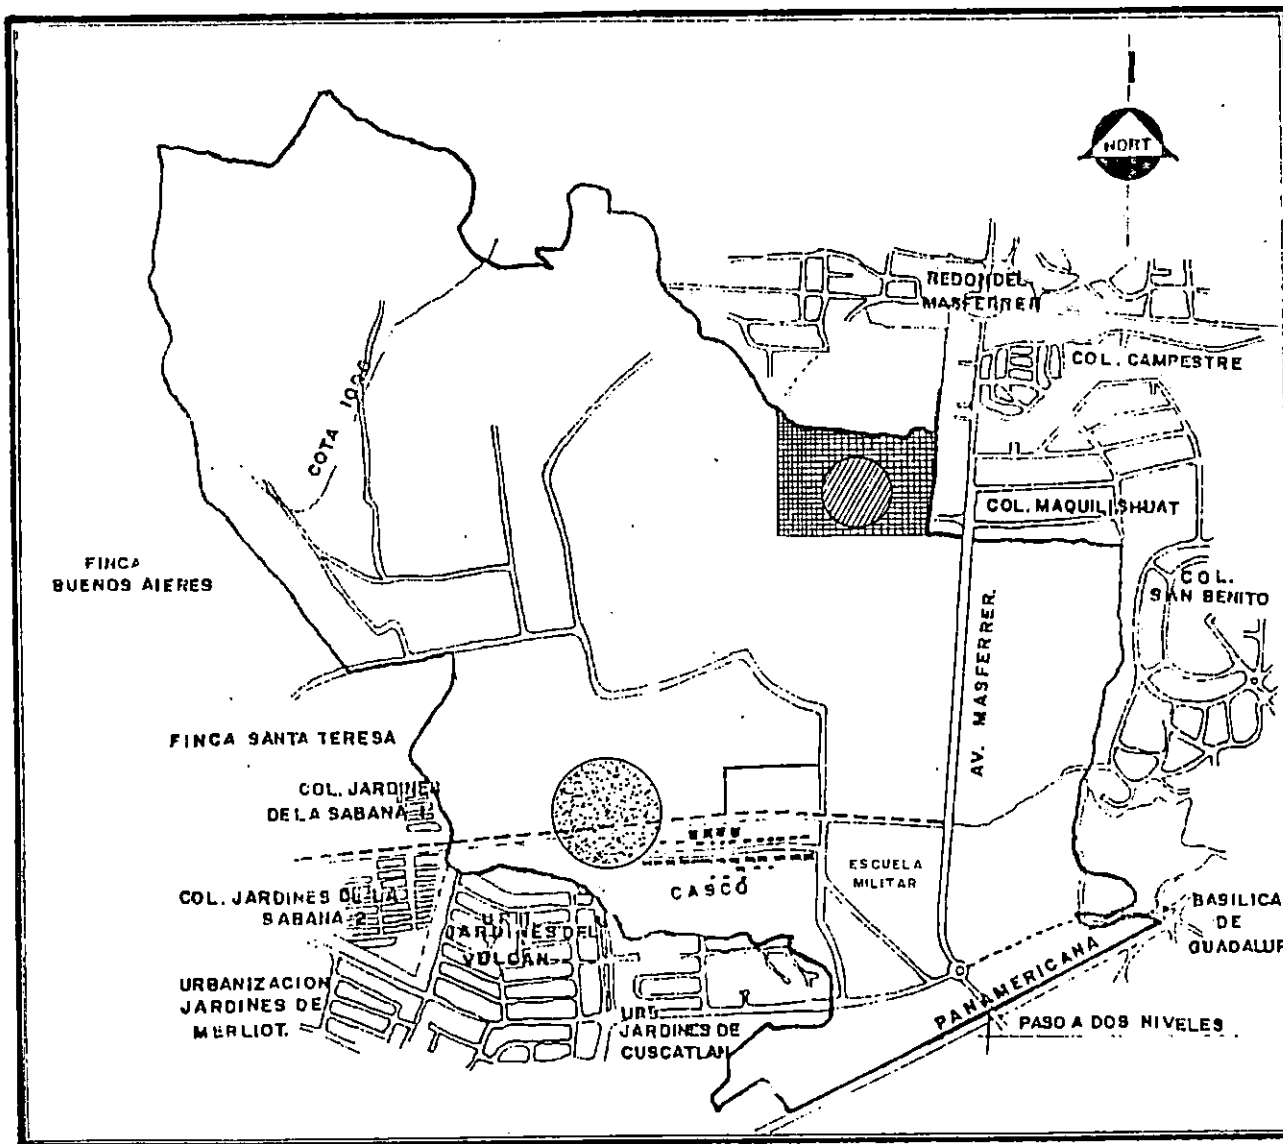 NORT
REDONDEL
MASFERRER
COL. CAMPESTRE
COTA 1006
COL. MAQUILISHUAT
FINCA
BUENOS AIERES
COL.
SAN BENITO
AV. MASFERRER.
FINCA SANTA TERESA
COL. JARDINES
DE LA SABANA 1
ESCUELA
MILITAR
CASCO
COL. JARDINES DE LA
SABANA 2
URB.
JARDINES DEL
VOLCAN
BASILICA
DE
GUADALUP
PANAMERICANA
URBANIZACION
JARDINES DE
MERLIOT.
URB.
JARDINES DE
CUSCATLAN
PASO A DOS NIVELES